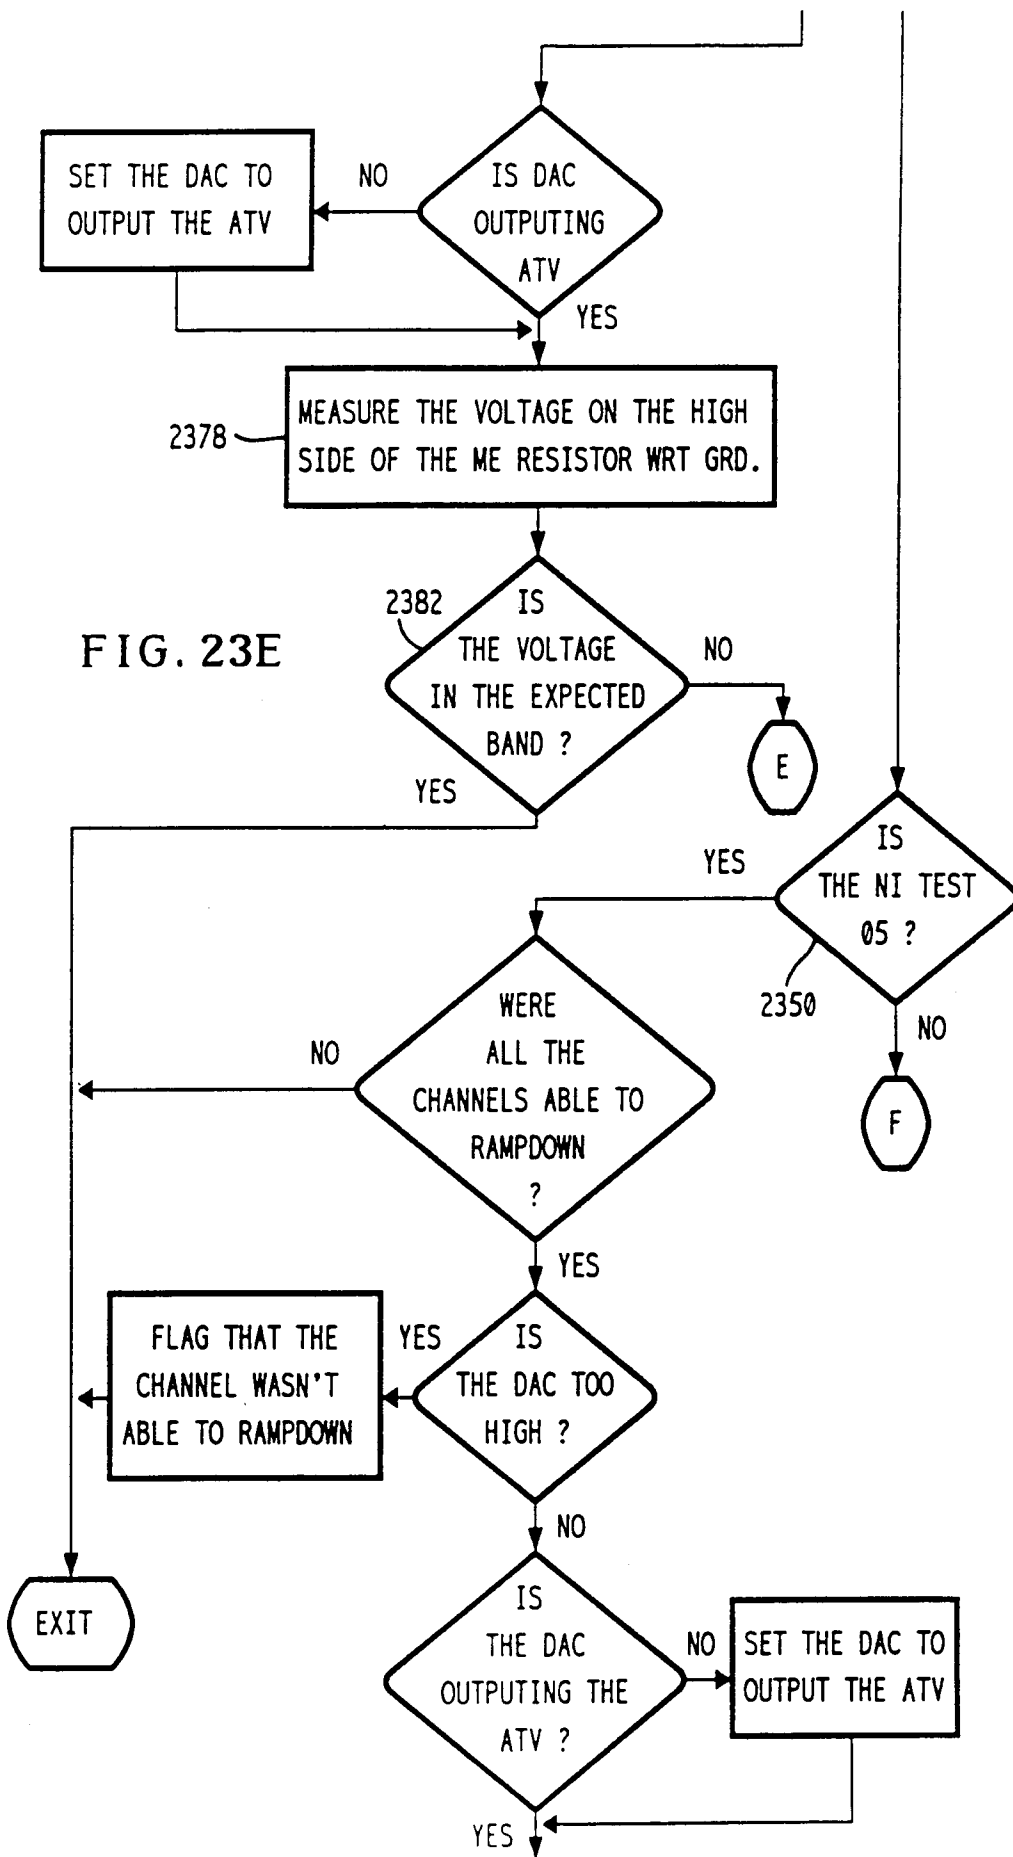 IS DAC
OUTPUTING
ATV
NO
SET THE DAC TO
OUTPUT THE ATV
YES
MEASURE THE VOLTAGE ON THE HIGH
SIDE OF THE ME RESISTOR WRT GRD.
2378
2382
IS
THE VOLTAGE
IN THE EXPECTED
BAND ?
NO
FIG. 23E
E
YES
IS
THE NI TEST
05 ?
YES
2350
NO
F
WERE
ALL THE
CHANNELS ABLE TO
RAMPDOWN
?
NO
YES
IS
THE DAC TOO
HIGH ?
YES
FLAG THAT THE
CHANNEL WASN'T
ABLE TO RAMPDOWN
NO
EXIT
IS
THE DAC
OUTPUTING THE
ATV ?
NO
SET THE DAC TO
OUTPUT THE ATV
YES